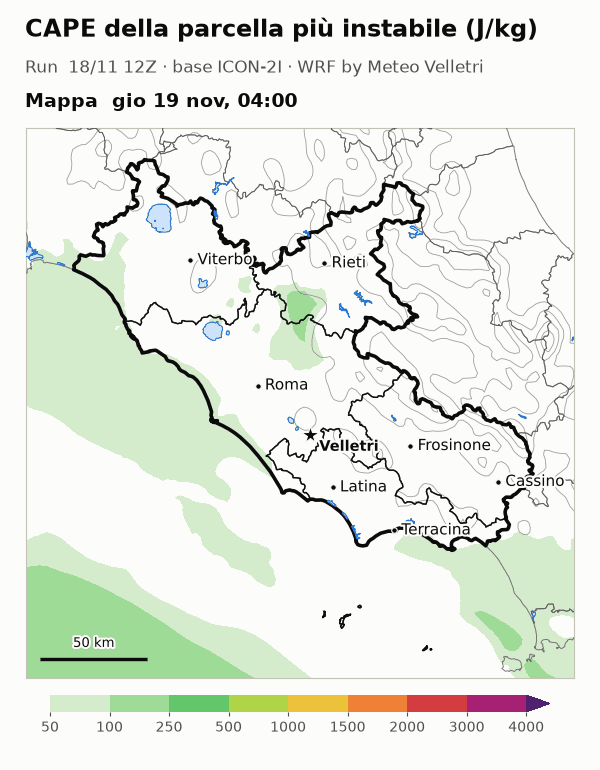 CAPE della parcella più instabile (J/kg)
Run  18/11 12Z · base ICON-2I · WRF by Meteo Velletri
Mappa  gio 19 nov, 04:00
Viterbo
Rieti
Roma
Velletri
Frosinone
Cassino
Latina
Terracina
50 km
50 100 250 500 1000 1500 2000 3000 4000